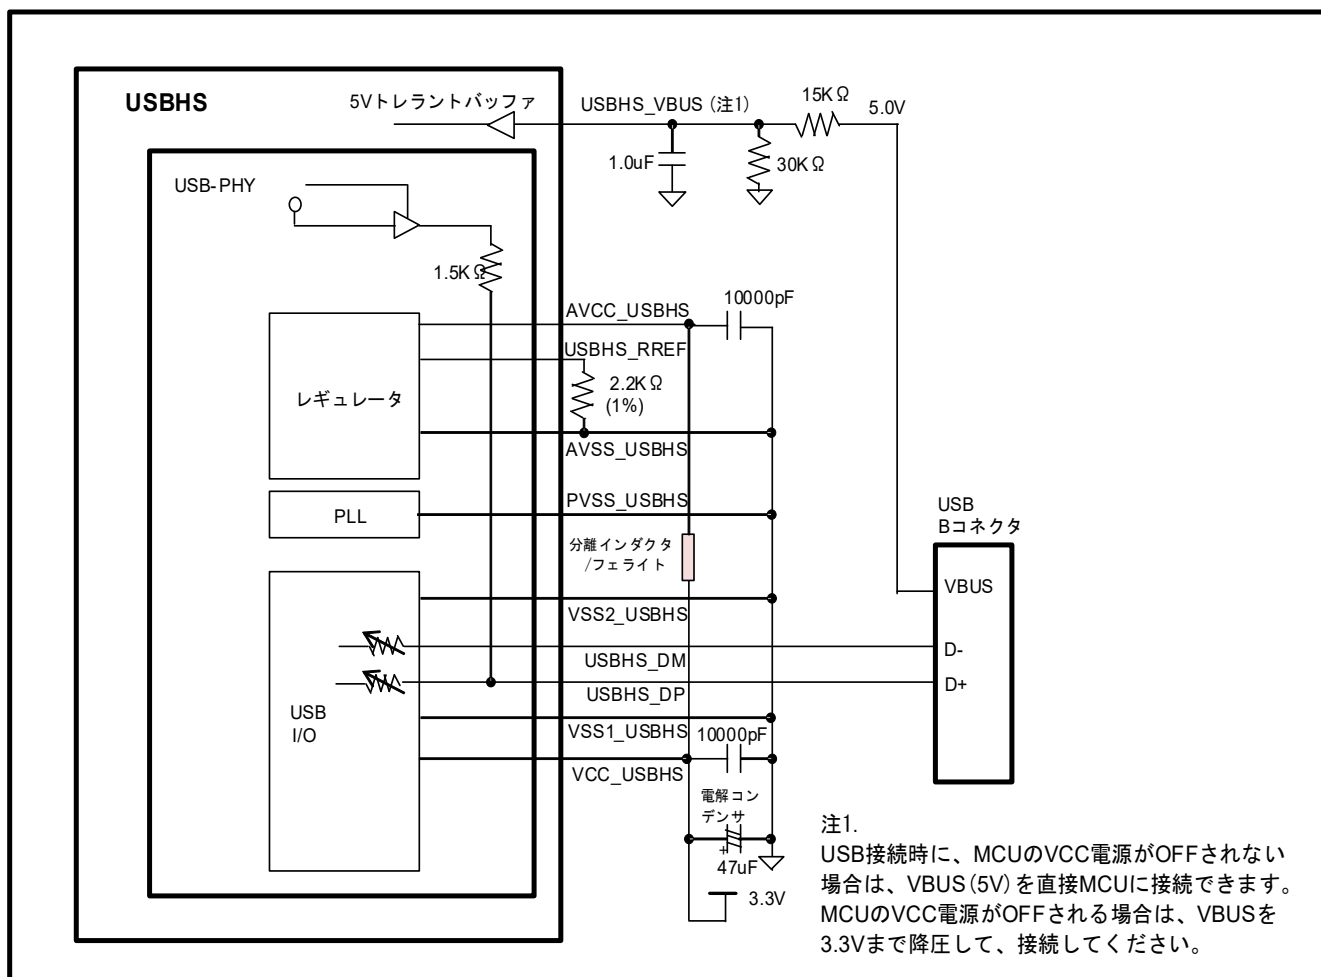 USBHS
5Vトレラントバッファ
USBHS_VBUS (注1)
15KΩ
5.0V
1.0uF
30KΩ
USB-PHY
1.5KΩ
10000pF
AVCC_USBHS
USBHS_RREF
2.2KΩ
(1%)
レギュレータ
AVSS_USBHS
PVSS_USBHS
PLL
USB
Bコネクタ
分離インダクタ
/フェライト
VBUS
VSS2_USBHS
D-
USBHS_DM
D+
USBHS_DP
USB
I/O
VSS1_USBHS
10000pF
VCC_USBHS
電解コン
デンサ
+
47uF
3.3V
注1.
USB接続時に、MCUのVCC電源がOFFされない
場合は、VBUS(5V)を直接MCUに接続できます。
MCUのVCC電源がOFFされる場合は、VBUSを
3.3Vまで降圧して、接続してください。